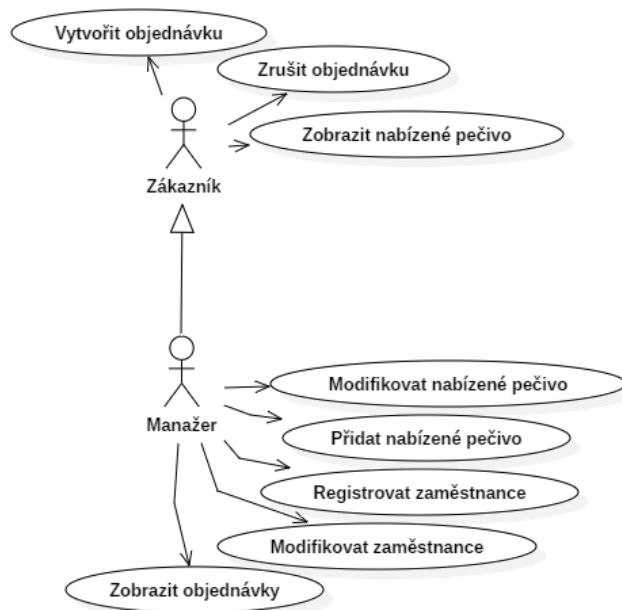 Vytvořit objednávku
Zrušit objednávku
Zobrazit nabízené pečivo
Zákazník
Manažer
Modifikovat nabízené pečivo
Přidat nabízené pečivo
Registrovat zaměstnance
Modifikovat zaměstnance
Zobrazit objednávky